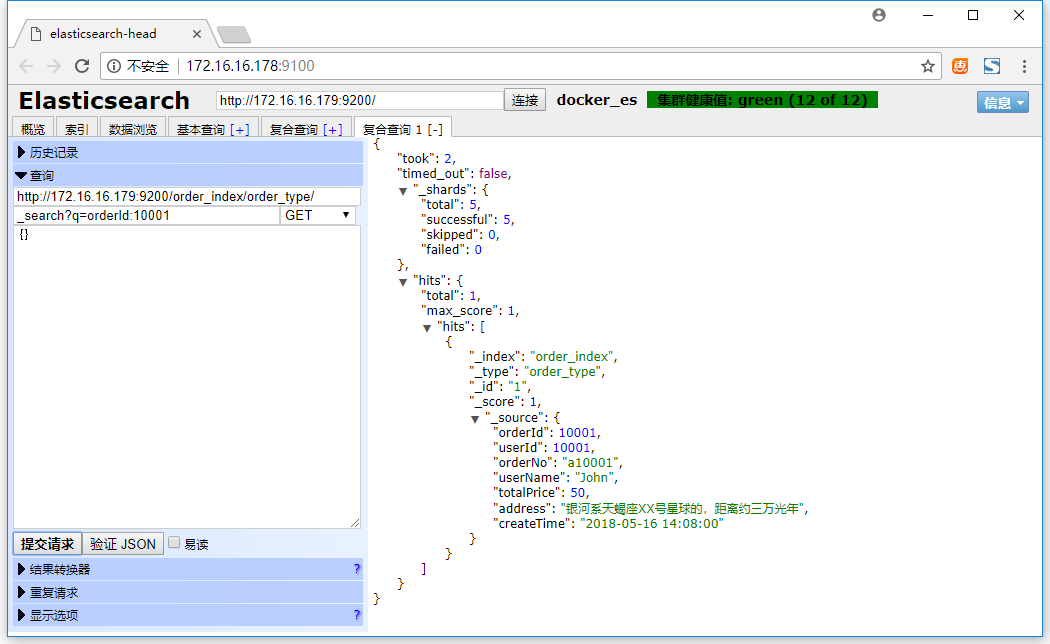 elasticsearch-head
不安全 172.16.16.178:9100
Elasticsearch http://172.16.16.179:9200/ 连接 docker_es 集群健康值: green (12 of 12) 信息
概览 索引 数据浏览 基本查询 [+] 复合查询 [+] 复合查询 1 [-]
历史记录
查询
http://172.16.16.179:9200/order_index/order_type/
_search?q=orderId:10001 GET
{}
提交请求 验证 JSON 易读
结果转换器 ?
重复请求
显示选项 ?
{
"took": 2,
"timed_out": false,
"_shards": {
"total": 5,
"successful": 5,
"skipped": 0,
"failed": 0
},
"hits": {
"total": 1,
"max_score": 1,
"hits": [
{
"_index": "order_index",
"_type": "order_type",
"_id": "1",
"_score": 1,
"_source": {
"orderId": 10001,
"userId": 10001,
"orderNo": "a10001",
"userName": "John",
"totalPrice": 50,
"address": "银河系天蝎座XX号星球的，距离约三万光年",
"createTime": "2018-05-16 14:08:00"
}
}
]
}
}